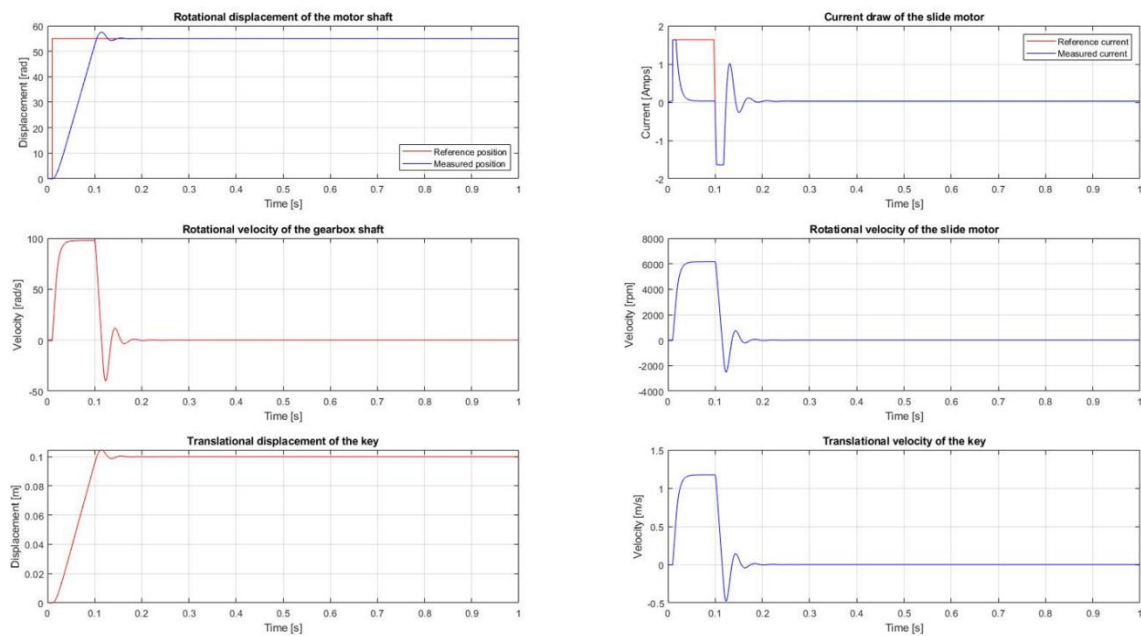 Rotational displacement of the motor shaft
60
50
40
30
20
10
0
Displacement [rad]
Reference position
Measured position
0 0.1 0.2 0.3 0.4 0.5 0.6 0.7 0.8 0.9 1
Time [s]
Current draw of the slide motor
2
1
0
-1
-2
Current [Amps]
Reference current
Measured current
0 0.1 0.2 0.3 0.4 0.5 0.6 0.7 0.8 0.9 1
Time [s]
Rotational velocity of the gearbox shaft
100
50
0
-50
Velocity [rad/s]
0 0.1 0.2 0.3 0.4 0.5 0.6 0.7 0.8 0.9 1
Time [s]
Rotational velocity of the slide motor
8000
6000
4000
2000
0
-2000
-4000
Velocity [rpm]
0 0.1 0.2 0.3 0.4 0.5 0.6 0.7 0.8 0.9 1
Time [s]
Translational displacement of the key
0.1
0.08
0.06
0.04
0.02
0
Displacement [m]
0 0.1 0.2 0.3 0.4 0.5 0.6 0.7 0.8 0.9 1
Time [s]
Translational velocity of the key
1.5
1
0.5
0
-0.5
Velocity [m/s]
0 0.1 0.2 0.3 0.4 0.5 0.6 0.7 0.8 0.9 1
Time [s]